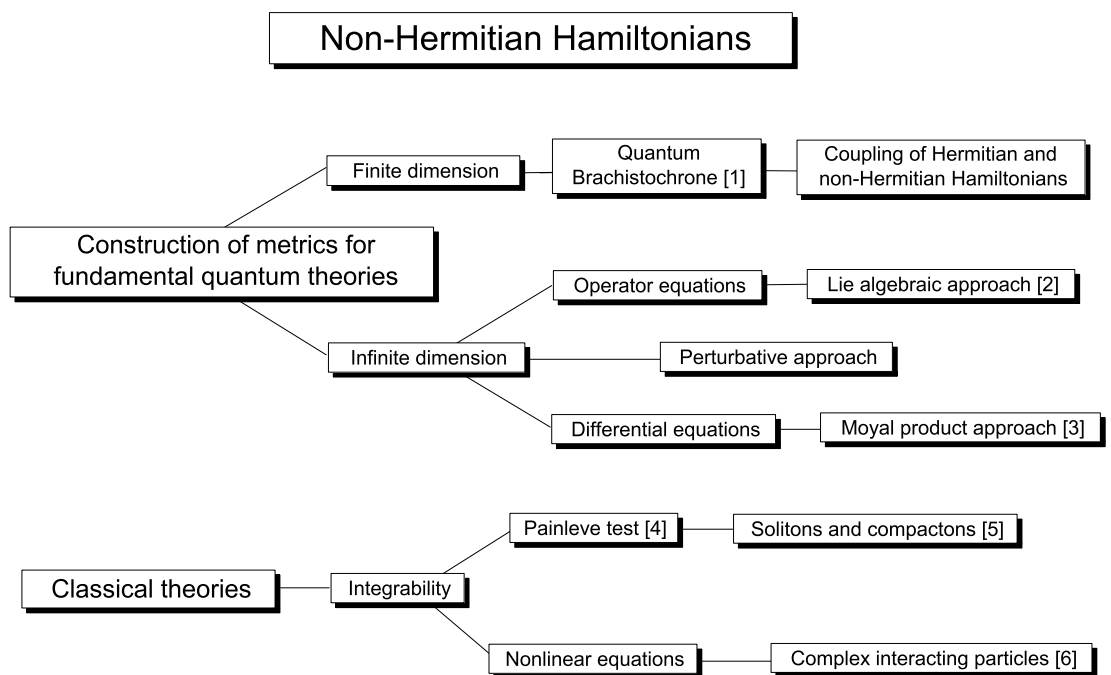 Non-Hermitian Hamiltonians
Finite dimension
Quantum
Brachistochrone [1]
Coupling of Hermitian and
non-Hermitian Hamiltonians
Construction of metrics for
fundamental quantum theories
Operator equations
Lie algebraic approach [2]
Infinite dimension
Perturbative approach
Differential equations
Moyal product approach [3]
Painleve test [4]
Solitons and compactons [5]
Classical theories
Integrability
Nonlinear equations
Complex interacting particles [6]